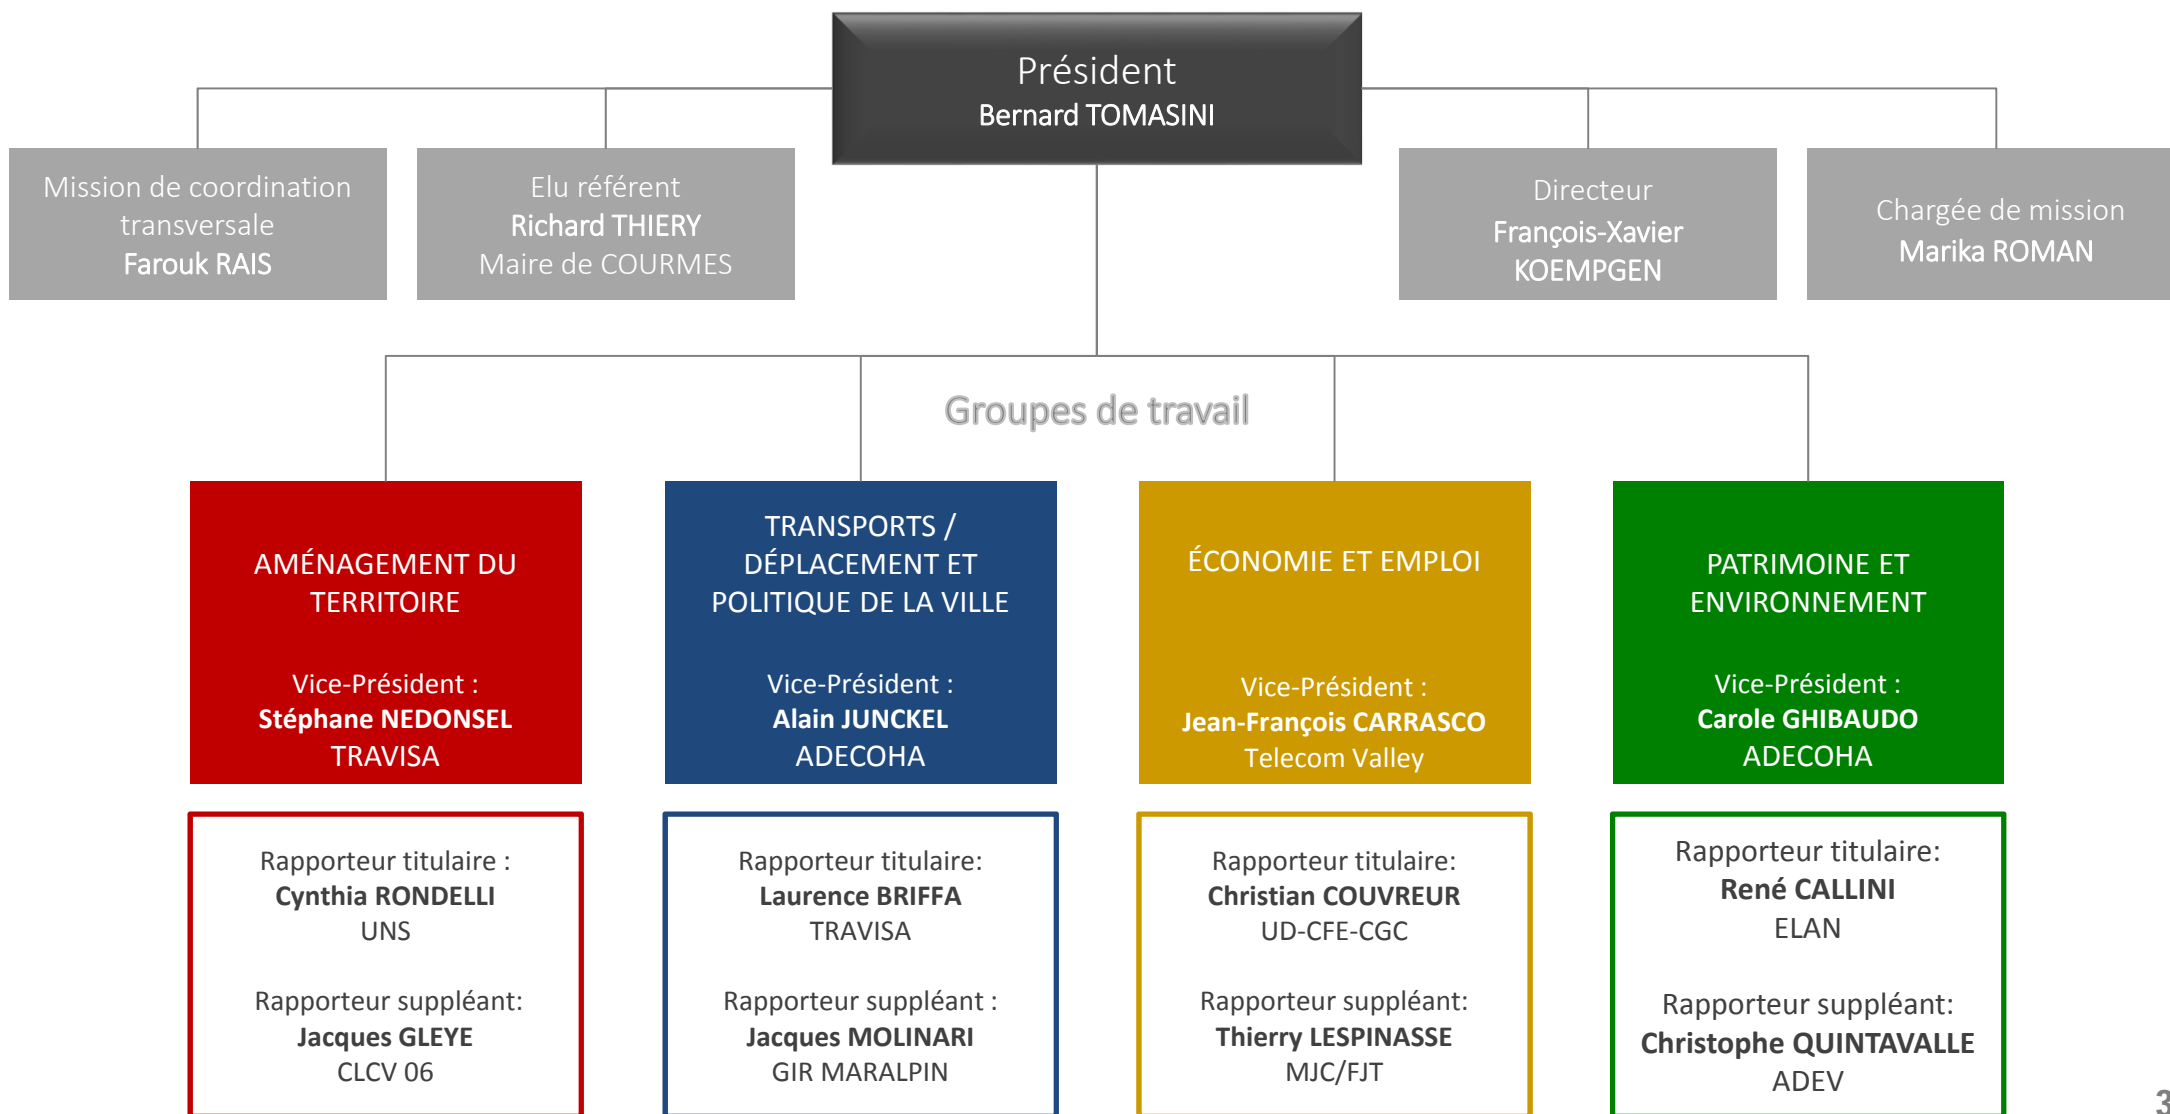 Président
Bernard TOMASINI
Mission de coordination
transversale
Farouk RAIS
Elu référent
Richard THIERY
Maire de COURMES
Directeur
François-Xavier
KOEMPGEN
Chargée de mission
Marika ROMAN
Groupes de travail
AMÉNAGEMENT DU
TERRITOIRE
Vice-Président :
Stéphane NEDONSEL
TRAVISA
TRANSPORTS /
DÉPLACEMENT ET
POLITIQUE DE LA VILLE
Vice-Président :
Alain JUNCKEL
ADECOHA
ÉCONOMIE ET EMPLOI
Vice-Président :
Jean-François CARRASCO
Telecom Valley
PATRIMOINE ET
ENVIRONNEMENT
Vice-Président :
Carole GHIBAUDO
ADECOHA
Rapporteur titulaire :
Cynthia RONDELLI
UNS
Rapporteur suppléant:
Jacques GLEYE
CLCV 06
Rapporteur titulaire:
Laurence BRIFFA
TRAVISA
Rapporteur suppléant :
Jacques MOLINARI
GIR MARALPIN
Rapporteur titulaire:
Christian COUVREUR
UD-CFE-CGC
Rapporteur suppléant:
Thierry LESPINASSE
MJC/FJT
Rapporteur titulaire:
René CALLINI
ELAN
Rapporteur suppléant:
Christophe QUINTAVALLE
ADEV
3